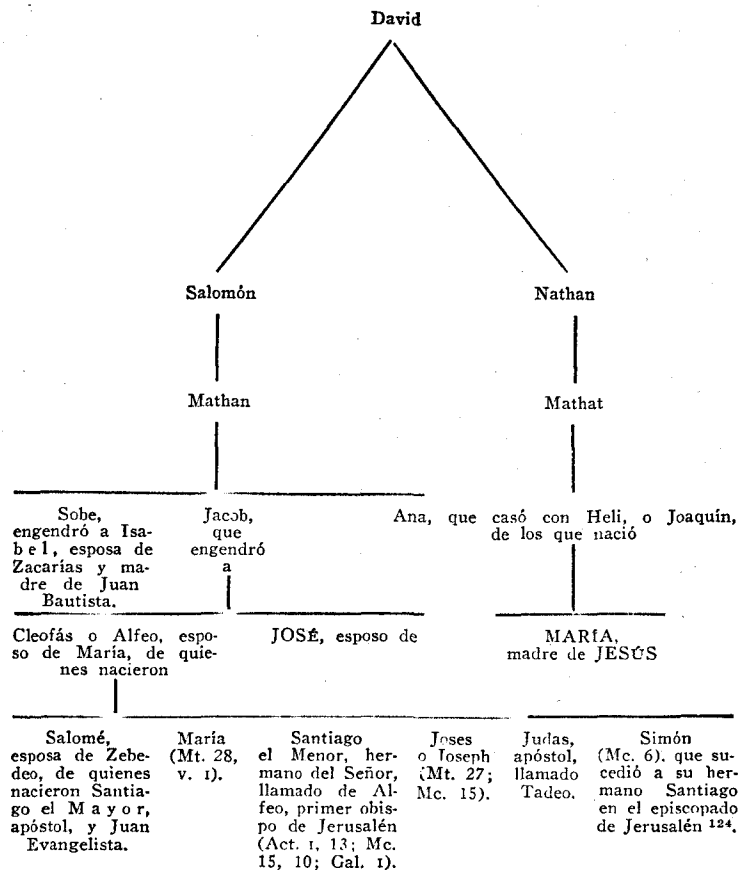 David
Salomón
Nathan
Mathan
Mathat
Sobe,
engendró a Isa-
bel, esposa de
Zacarías y ma-
dre de Juan
Bautista.
Jacob,
que
engendró
a
Ana, que casó con Heli, o Joaquín,
de los que nació
Cleofás o Alfeo, espo-
so de María, de quie-
nes nacieron
JOSÉ, esposo de
MARÍA,
madre de JESÚS
Salomé,
esposa de Zebe-
deo, de quienes
nacieron Santia-
go el Mayor,
apóstol, y Juan
Evangelista.
María
(Mt. 28,
v. 1).
Santiago
el Menor, her-
mano del Señor,
llamado de Al-
feo, primer obis-
po de Jerusalén
(Act. 1, 13; Mc.
15, 10; Gal. 1).
Joses
o Joseph
(Mt. 27;
Mc. 15).
Judas,
apóstol,
llamado
Tadeo.
Simón
(Mc. 6). que su-
cedió a su her-
mano Santiago
en el episcopado
de Jerusalén 124.